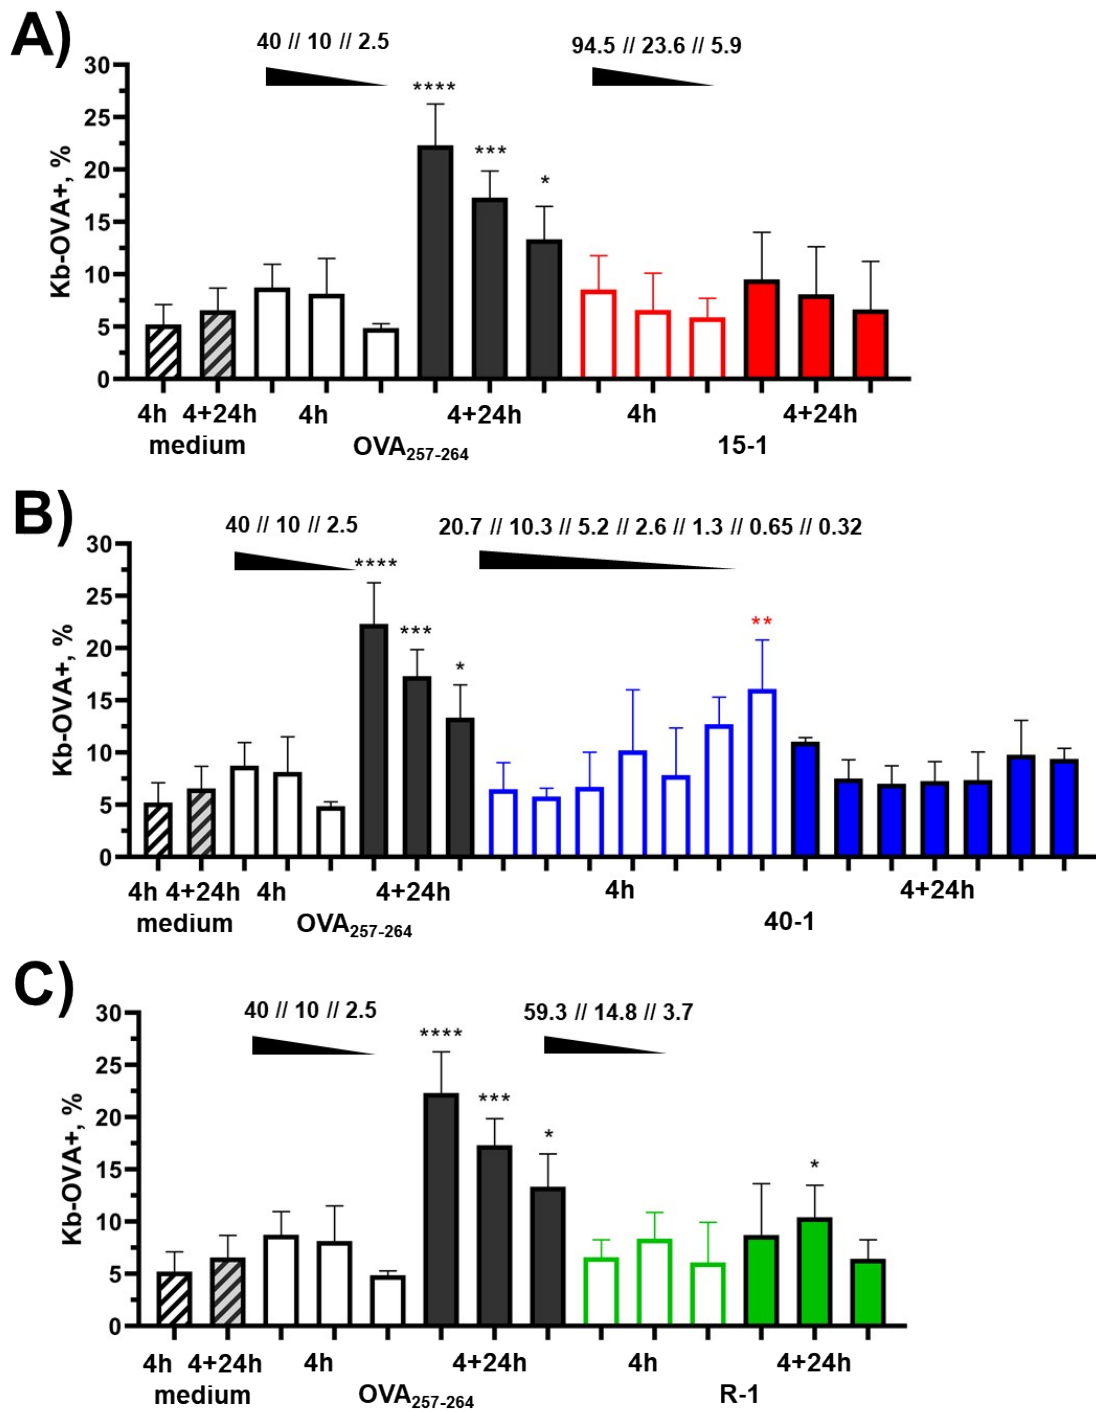 A)
40 // 10 // 2.5
94.5 // 23.6 // 5.9
Kb-OVA+, %
30
25
20
15
10
5
0
****
***
*
4h 4+24h 4h 4+24h 4h 4+24h
medium OVA257-264 15-1
B)
40 // 10 // 2.5
20.7 // 10.3 // 5.2 // 2.6 // 1.3 // 0.65 // 0.32
Kb-OVA+, %
30
25
20
15
10
5
0
****
***
*
**
4h 4+24h 4h 4+24h 4h 4+24h
medium OVA257-264 40-1
C)
40 // 10 // 2.5
59.3 // 14.8 // 3.7
Kb-OVA+, %
30
25
20
15
10
5
0
****
***
*
*
4h 4+24h 4h 4+24h 4h 4+24h
medium OVA257-264 R-1